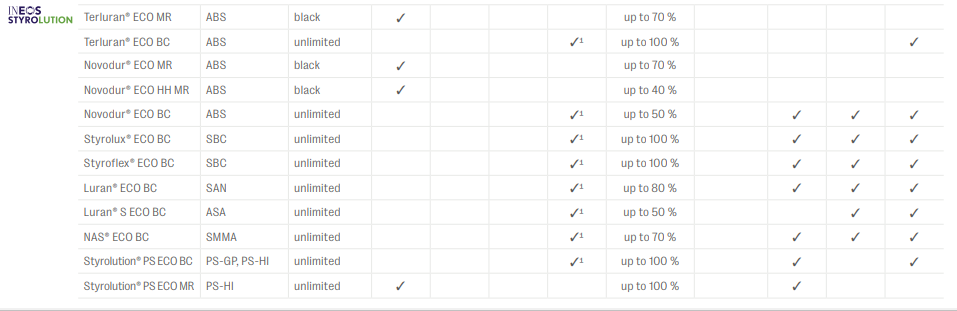 INEOS
STYROLUTION
Terluran® ECO MR ABS black ✓ up to 70 %
Terluran® ECO BC ABS unlimited ✓¹ up to 100 % ✓
Novodur® ECO MR ABS black ✓ up to 70 %
Novodur® ECO HH MR ABS black ✓ up to 40 %
Novodur® ECO BC ABS unlimited ✓¹ up to 50 % ✓ ✓ ✓
Styrolux® ECO BC SBC unlimited ✓¹ up to 100 % ✓ ✓ ✓
Styroflex® ECO BC SBC unlimited ✓¹ up to 100 % ✓ ✓ ✓
Luran® ECO BC SAN unlimited ✓¹ up to 80 % ✓ ✓ ✓
Luran® S ECO BC ASA unlimited ✓¹ up to 50 % ✓ ✓
NAS® ECO BC SMMA unlimited ✓¹ up to 70 % ✓ ✓ ✓
Styrolution® PS ECO BC PS-GP, PS-HI unlimited ✓¹ up to 100 % ✓ ✓
Styrolution® PS ECO MR PS-HI unlimited ✓ up to 100 % ✓